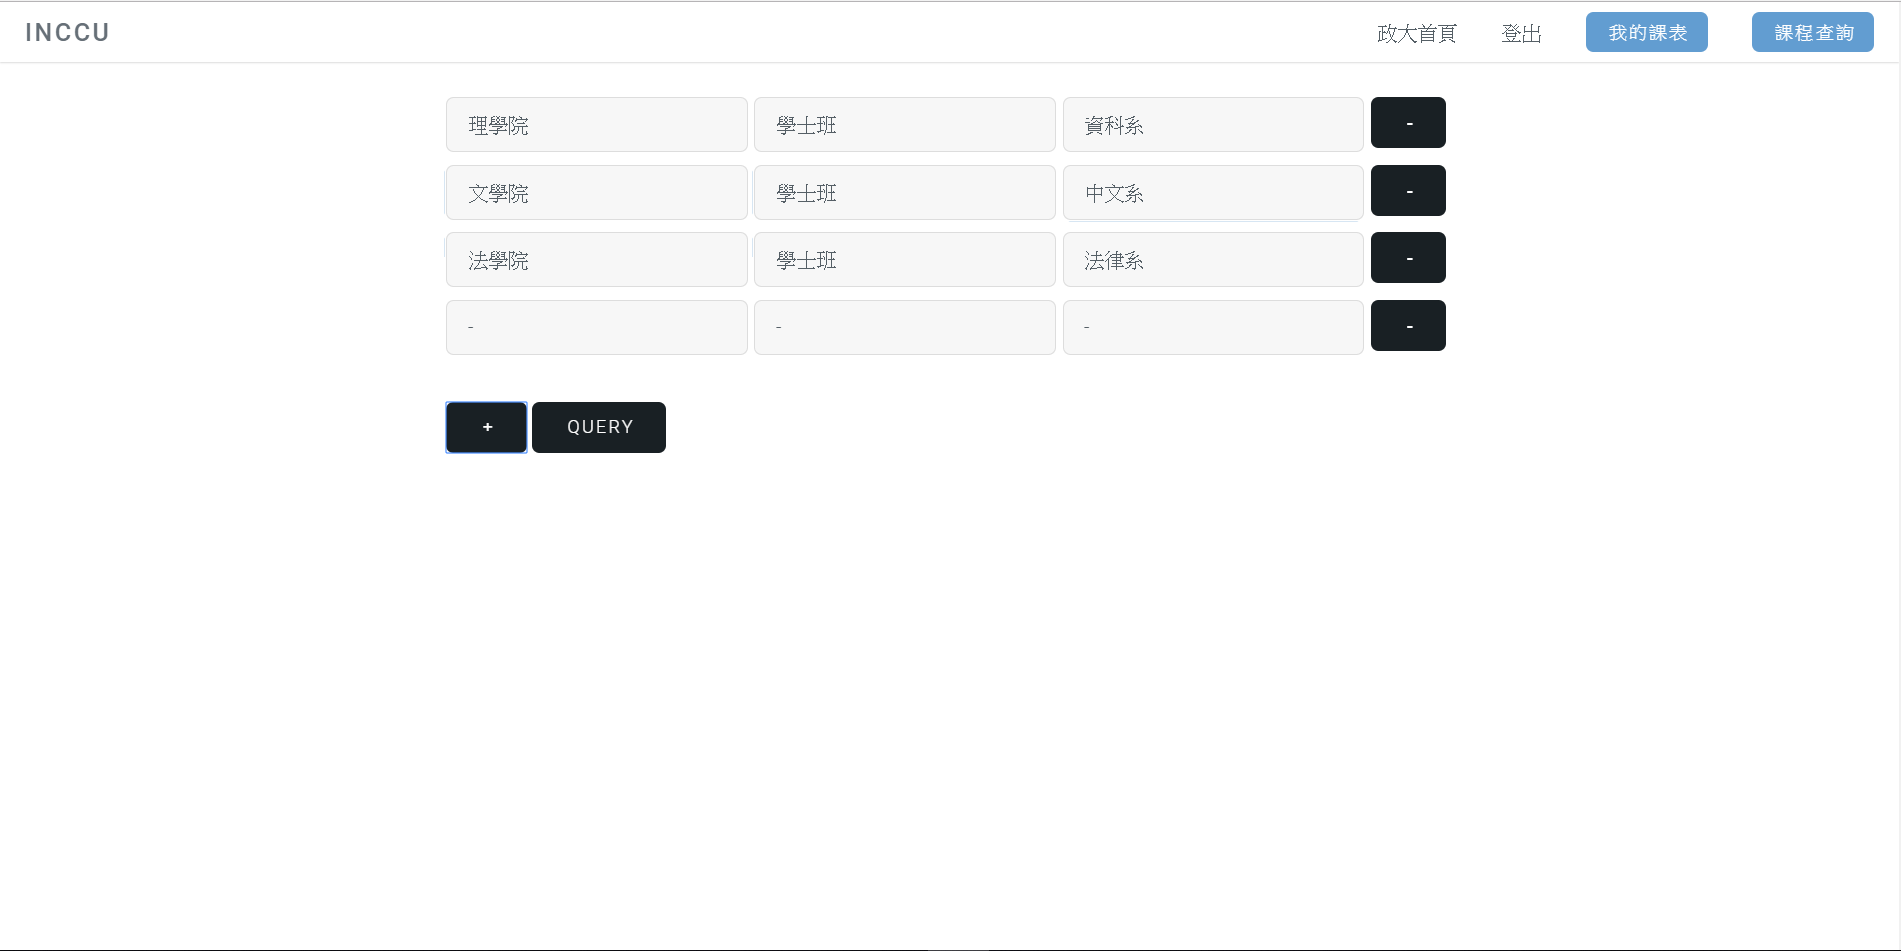 INCCU 政大首頁 登出 我的課表 課程查詢
理學院 學士班 資科系 -
文學院 學士班 中文系 -
法學院 學士班 法律系 -
- - - -
+ QUERY